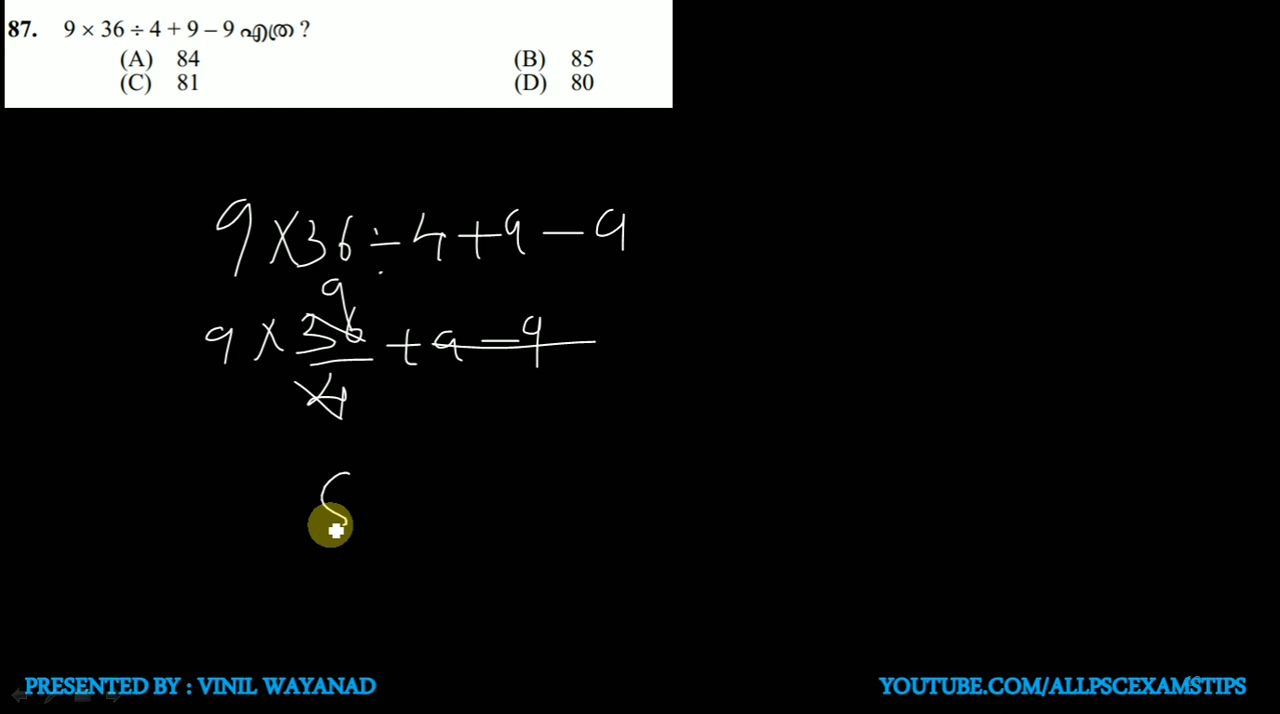 87. 9 × 36 ÷ 4 + 9 – 9 എത്ര ?
(A) 84 (B) 85
(C) 81 (D) 80
9 × 36 ÷ 4 + 9 – 9
9
9 × 36 + 9 – 9
4
PRESENTED BY : VINIL WAYANAD YOUTUBE.COM/ALLPSCEXAMSTIPS